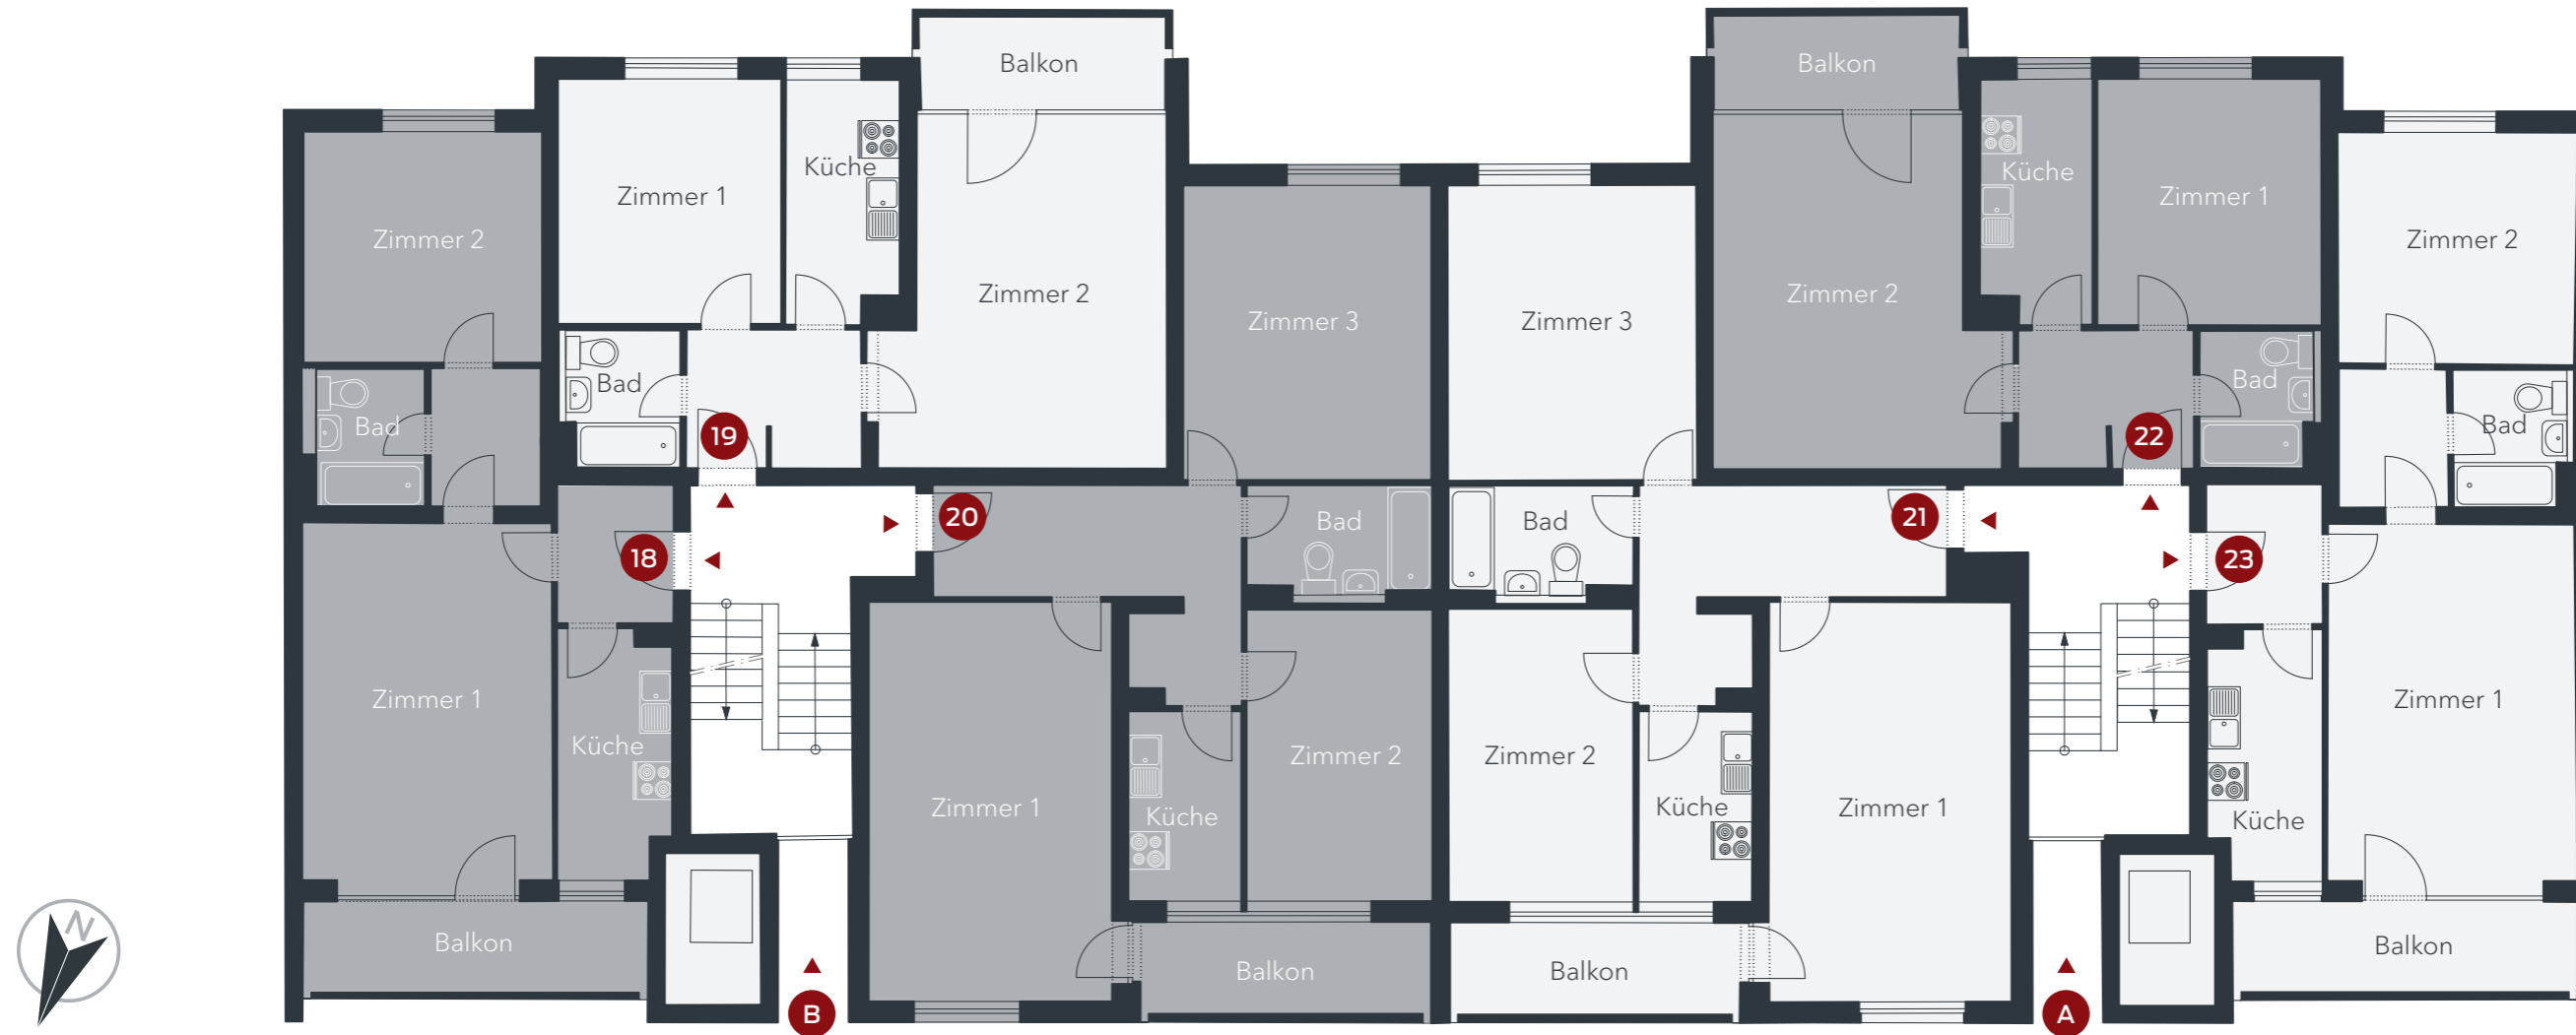 Balkon
Balkon
Küche
Zimmer 1
Küche
Zimmer 1
Zimmer 2
Zimmer 2
Zimmer 2
Zimmer 2
Zimmer 3
Zimmer 3
Bad
Bad
Bad
Bad
19
22
20
Bad
Bad
21
18
23
Zimmer 1
Zimmer 1
Küche
Zimmer 2
Zimmer 2
Zimmer 1
Küche
Küche
Zimmer 1
Küche
N
Balkon
Balkon
Balkon
Balkon
B
A